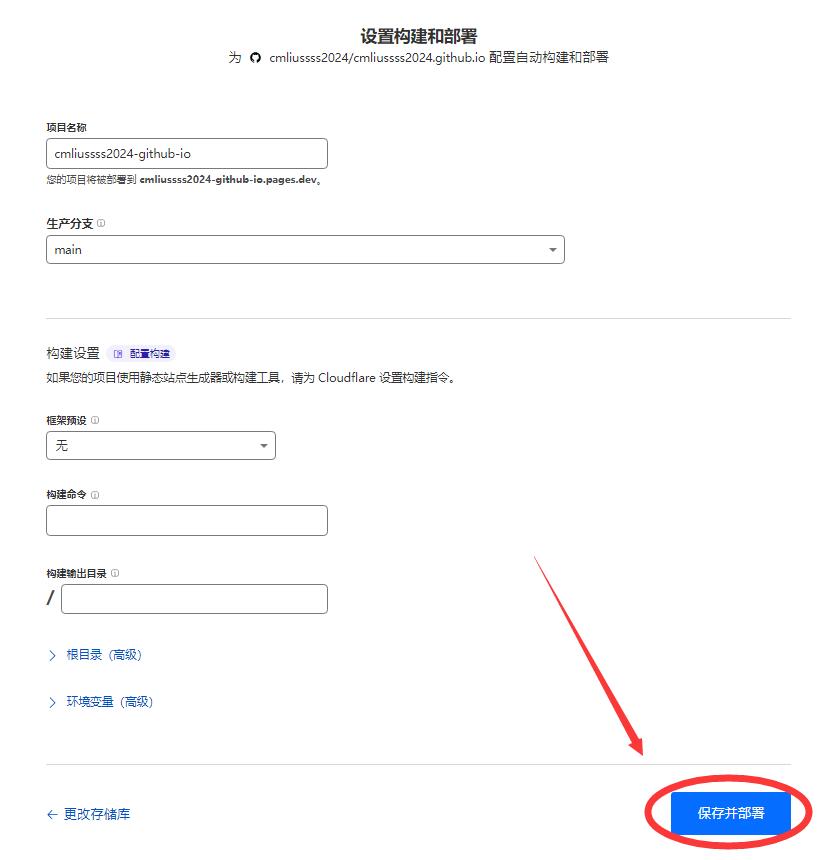 设置构建和部署
为 cmliussss2024/cmliussss2024.github.io 配置自动构建和部署
项目名称
cmliussss2024-github-io
您的项目将被部署到 cmliussss2024-github-io.pages.dev。
生产分支
main
构建设置 配置构建
如果您的项目使用静态站点生成器或构建工具，请为 Cloudflare 设置构建指令。
框架预设
无
构建命令
构建输出目录
/
根目录（高级）
环境变量（高级）
← 更改存储库
保存并部署